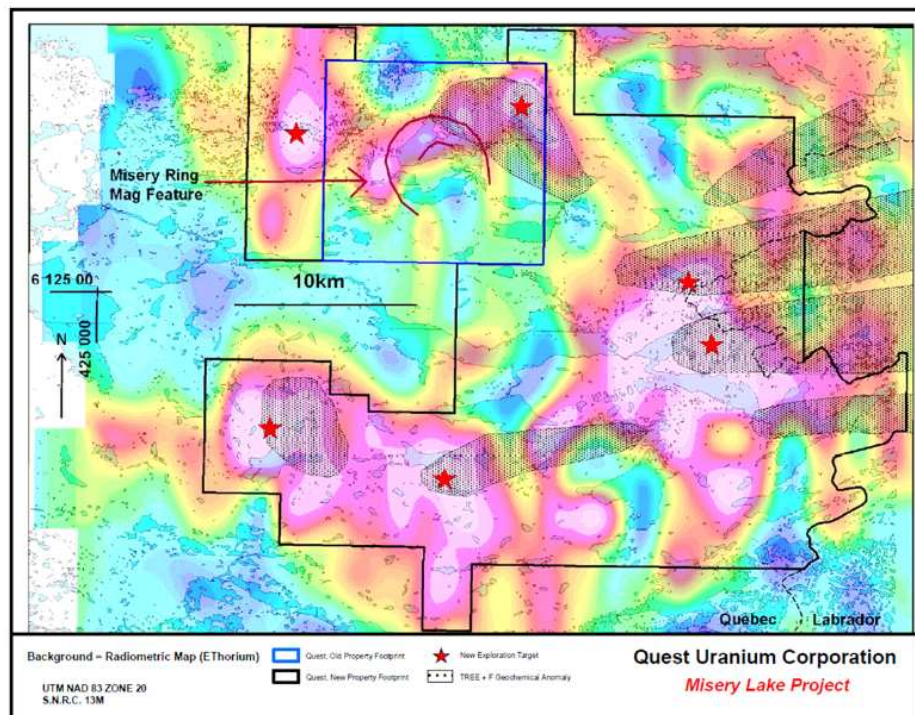 Misery Ring
Mag Feature
6 125 00
10km
N
425 000
Québec Labrador
Background = Radiometric Map (EThorium)
Quest, Old Property Footprint
New Exploration Target
Quest, New Property Footprint
TREE + F Geochemical Anomaly
UTM NAD 83 ZONE 20
S.N.R.C. 13M
Quest Uranium Corporation
Misery Lake Project